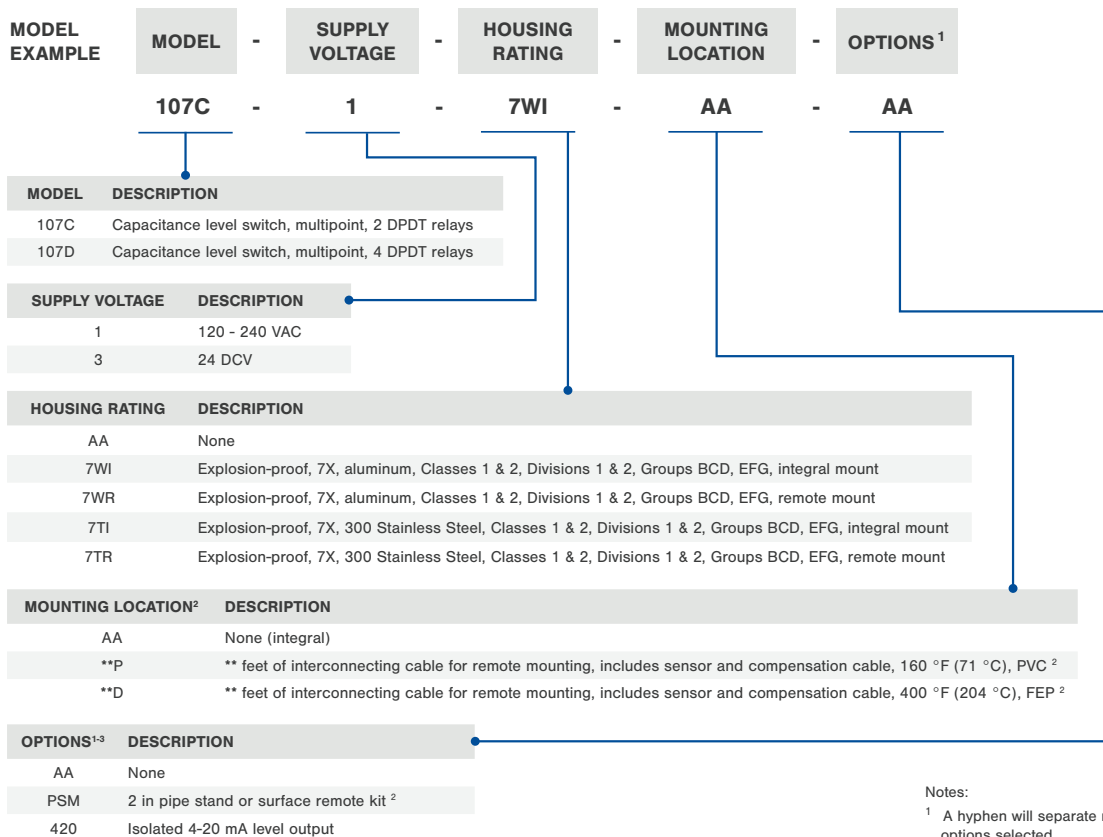 MODEL EXAMPLE MODEL - SUPPLY VOLTAGE - HOUSING RATING - MOUNTING LOCATION - OPTIONS 1
107C - 1 - 7WI - AA - AA
MODEL DESCRIPTION
107C Capacitance level switch, multipoint, 2 DPDT relays
107D Capacitance level switch, multipoint, 4 DPDT relays
SUPPLY VOLTAGE DESCRIPTION
1 120 - 240 VAC
3 24 DCV
HOUSING RATING DESCRIPTION
AA None
7WI Explosion-proof, 7X, aluminum, Classes 1 & 2, Divisions 1 & 2, Groups BCD, EFG, integral mount
7WR Explosion-proof, 7X, aluminum, Classes 1 & 2, Divisions 1 & 2, Groups BCD, EFG, remote mount
7TI Explosion-proof, 7X, 300 Stainless Steel, Classes 1 & 2, Divisions 1 & 2, Groups BCD, EFG, integral mount
7TR Explosion-proof, 7X, 300 Stainless Steel, Classes 1 & 2, Divisions 1 & 2, Groups BCD, EFG, remote mount
MOUNTING LOCATION2 DESCRIPTION
AA None (integral)
**P ** feet of interconnecting cable for remote mounting, includes sensor and compensation cable, 160 °F (71 °C), PVC 2
**D ** feet of interconnecting cable for remote mounting, includes sensor and compensation cable, 400 °F (204 °C), FEP 2
OPTIONS1-3 DESCRIPTION
AA None
PSM 2 in pipe stand or surface remote kit 2
420 Isolated 4-20 mA level output
Notes:
1 A hyphen will separate
options selected